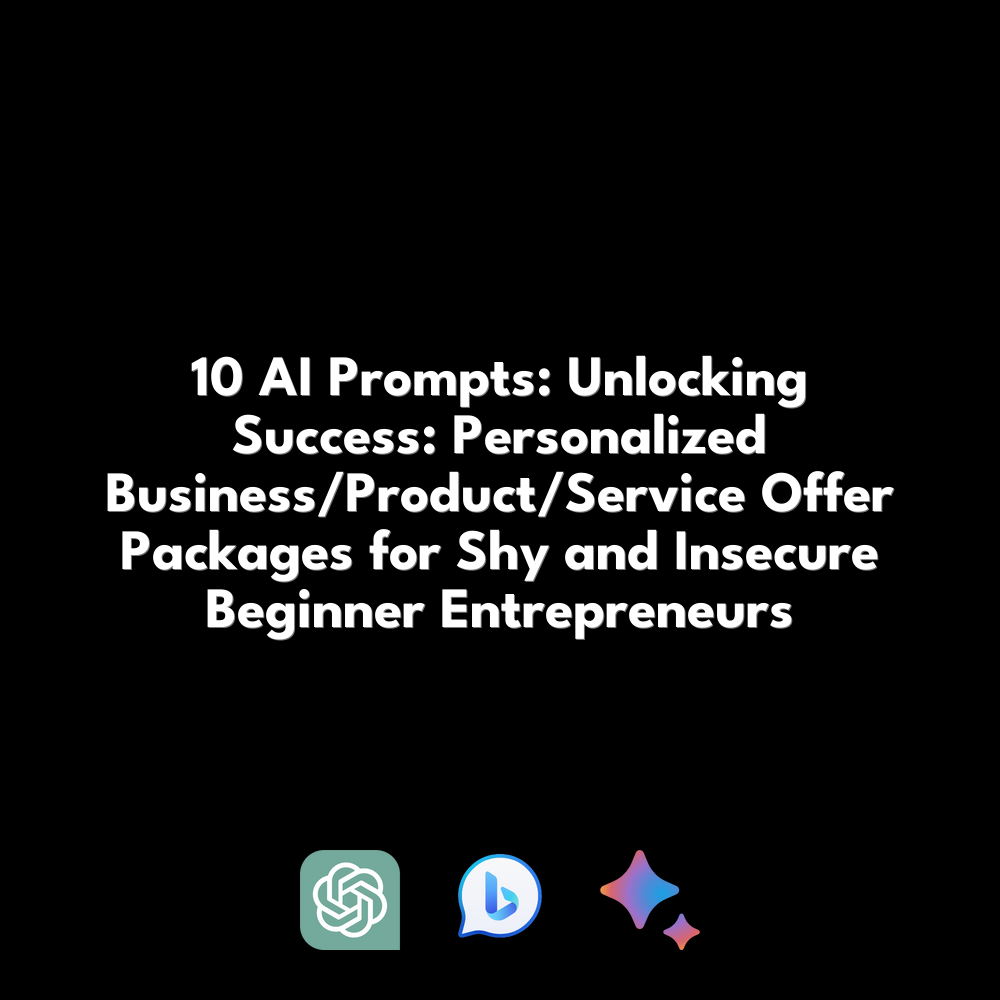 10 AI Prompts: Unlocking
Success: Personalized
Business/Product/Service Offer
Packages for Shy and Insecure
Beginner Entrepreneurs